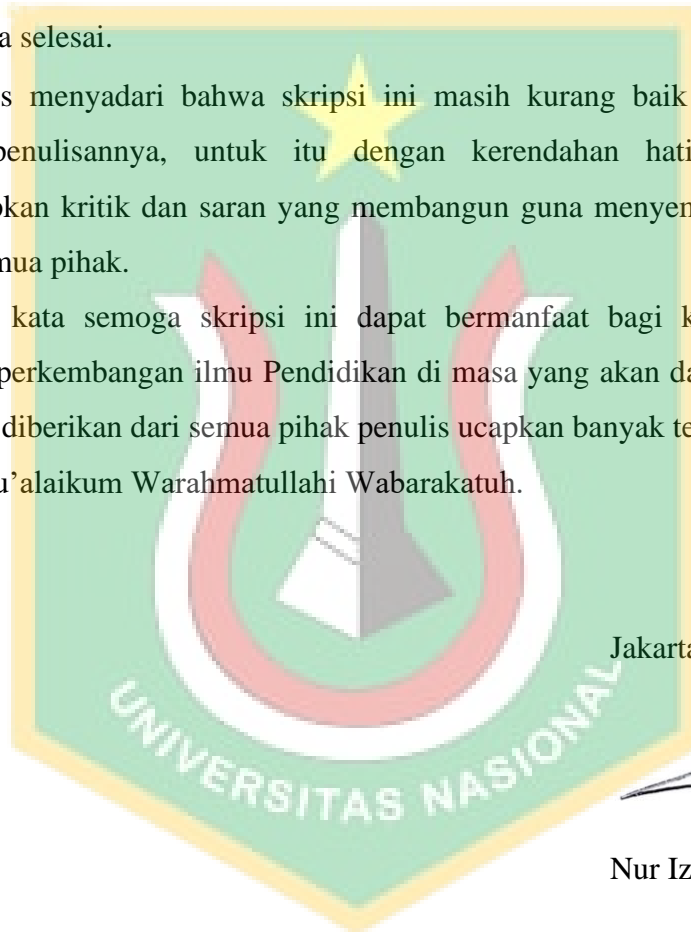 a selesai.
s menyadari bahwa skripsi ini masih kurang baik
penulisannya, untuk itu dengan kerendahan hati
kan kritik dan saran yang membangun guna menyem
mua pihak.
kata semoga skripsi ini dapat bermanfaat bagi k
perkembangan ilmu Pendidikan di masa yang akan da
diberikan dari semua pihak penulis ucapkan banyak te
u'alaikum Warahmatullahi Wabarakatuh.
Jakarta
UNIVERSITAS NASIONAL
Nur Iz